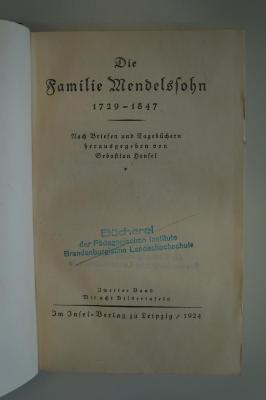 Die
Familie Mendelssohn
1729–1847
Nach Briefen und Tagebüchern
herausgegeben von
Sebastian Hensel
Bücherei
der Pädagogischen Institute
Brandenburgische Landeshochschule
Zweiter Band
Mit acht Bildertafeln
Im Insel-Verlag zu Leipzig / 1924